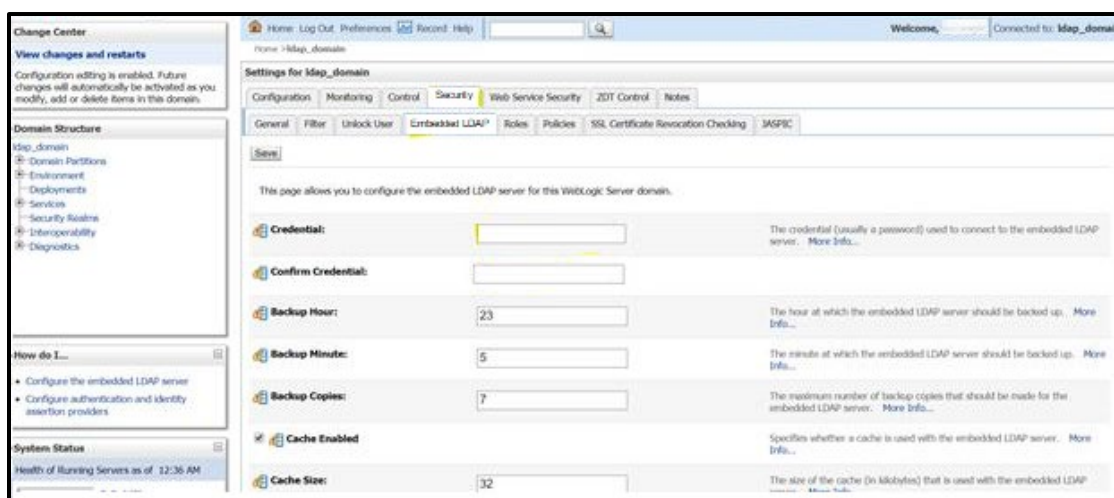 Change Center
View changes and restarts
Configuration editing is enabled. Future
changes will automatically be activated as you
modify, add or delete items in this domain.
Domain Structure
ldap_domain
Domain Partitions
Environment
Deployments
Services
Security Realms
Interoperability
Diagnostics
How do I...
Configure the embedded LDAP server
Configure authentication and identity
assertion providers
System Status
Health of Running Servers as of 12:36 AM
Home Log Out Preferences Record Help
Welcome,
Connected to: ldap_domai
Home >ldap_domain
Settings for ldap_domain
Configuration Monitoring Control Security Web Service Security ZDT Control Notes
General Filter Unlock User Embedded LDAP Roles Policies SSL Certificate Revocation Checking JASPIC
Save
This page allows you to configure the embedded LDAP server for this WebLogic Server domain.
Credential:
The credential (usually a password) used to connect to the embedded LDAP
server. More Info...
Confirm Credential:
Backup Hour:
23
The hour at which the embedded LDAP server should be backed up. More
Info...
Backup Minute:
5
The minute at which the embedded LDAP server should be backed up. More
Info...
Backup Copies:
7
The maximum number of backup copies that should be made for the
embedded LDAP server. More Info...
Cache Enabled
Specifies whether a cache is used with the embedded LDAP server. More
Info...
Cache Size:
32
The size of the cache (in kilobytes) that is used with the embedded LDAP